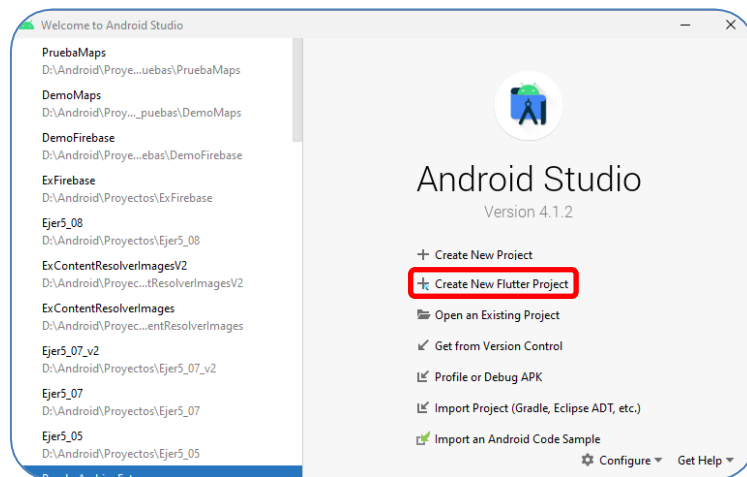 Welcome to Android Studio
PruebaMaps
D:\Android\Proye...uebas\PruebaMaps
DemoMaps
D:\Android\Proy..._puebas\DemoMaps
DemoFirebase
D:\Android\Proye...ebas\DemoFirebase
ExFirebase
D:\Android\Proyectos\ExFirebase
Ejer5_08
D:\Android\Proyectos\Ejer5_08
ExContentResolverImagesV2
D:\Android\Proyec...tResolverImagesV2
ExContentResolverImages
D:\Android\Proyec...entResolverImages
Ejer5_07_v2
D:\Android\Proyectos\Ejer5_07_v2
Ejer5_07
D:\Android\Proyectos\Ejer5_07
Ejer5_05
D:\Android\Proyectos\Ejer5_05
Android Studio
Version 4.1.2
Create New Project
Create New Flutter Project
Open an Existing Project
Get from Version Control
Profile or Debug APK
Import Project (Gradle, Eclipse ADT, etc.)
Import an Android Code Sample
Configure Get Help